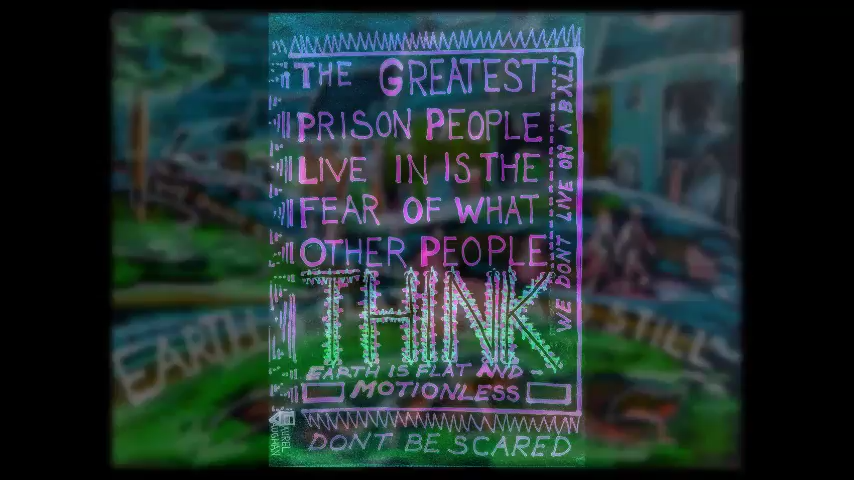 THE GREATEST
PRISON PEOPLE
LIVE IN IS THE
FEAR OF WHAT
OTHER PEOPLE
THINK
EARTH IS FLAT AND -
MOTIONLESS
DONT BE SCARED
WE DONT LIVE ON A BALL
EARTH
STILL